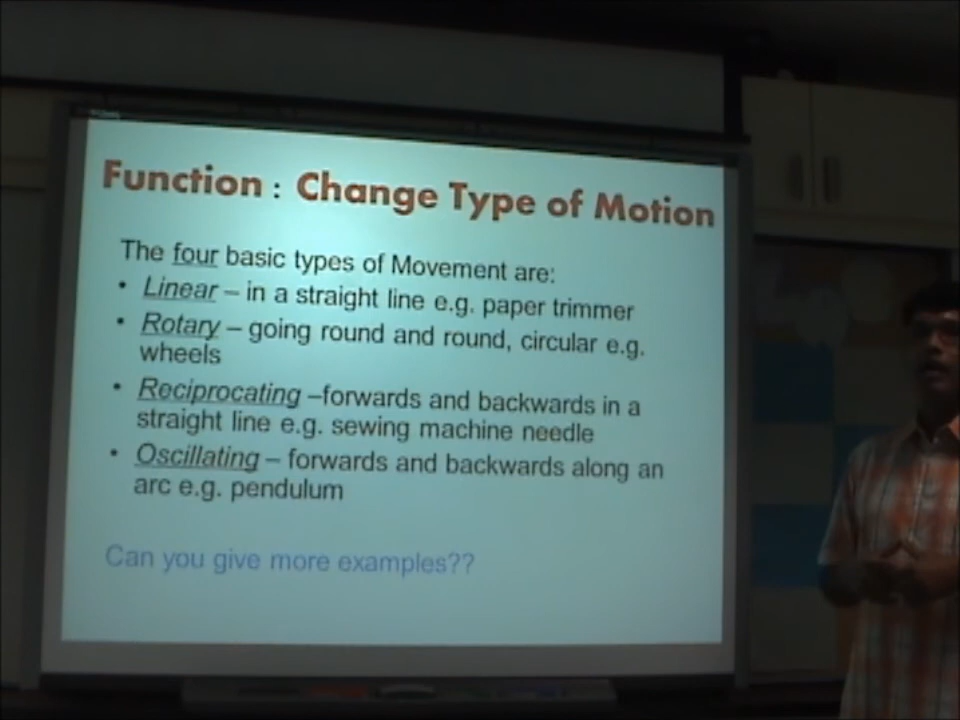 Function : Change Type of Motion
The four basic types of Movement are:
• Linear – in a straight line e.g. paper trimmer
• Rotary – going round and round, circular e.g.
wheels
• Reciprocating –forwards and backwards in a
straight line e.g. sewing machine needle
• Oscillating – forwards and backwards along an
arc e.g. pendulum
Can you give more examples??